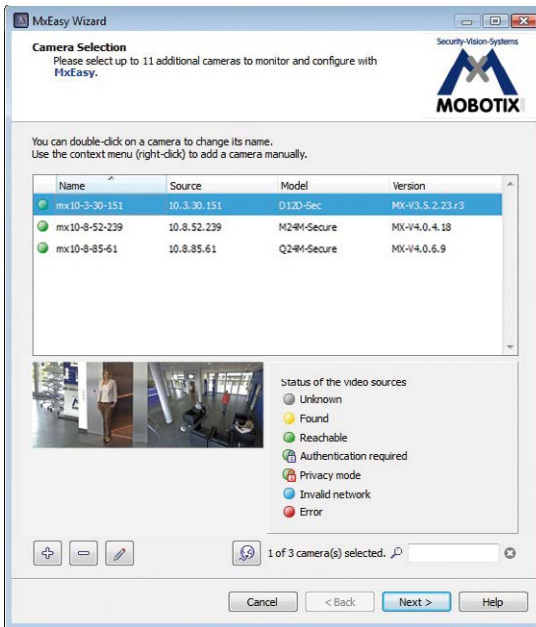 MxEasy Wizard
Camera Selection
Please select up to 11 additional cameras to monitor and configure with
MxEasy.
Security-Vision-Systems
MOBOTIX
You can double-click on a camera to change its name.
Use the context menu (right-click) to add a camera manually.
Name Source Model Version
mx10-3-30-151 10.3.30.151 D12D-Sec MX-V3.5.2.23.r3
mx10-8-52-239 10.8.52.239 M24M-Secure MX-V4.0.4.18
mx10-8-85-61 10.8.85.61 Q24M-Secure MX-V4.0.6.9
Status of the video sources
Unknown
Found
Reachable
Authentication required
Privacy mode
Invalid network
Error
1 of 3 camera(s) selected.
Cancel < Back Next > Help